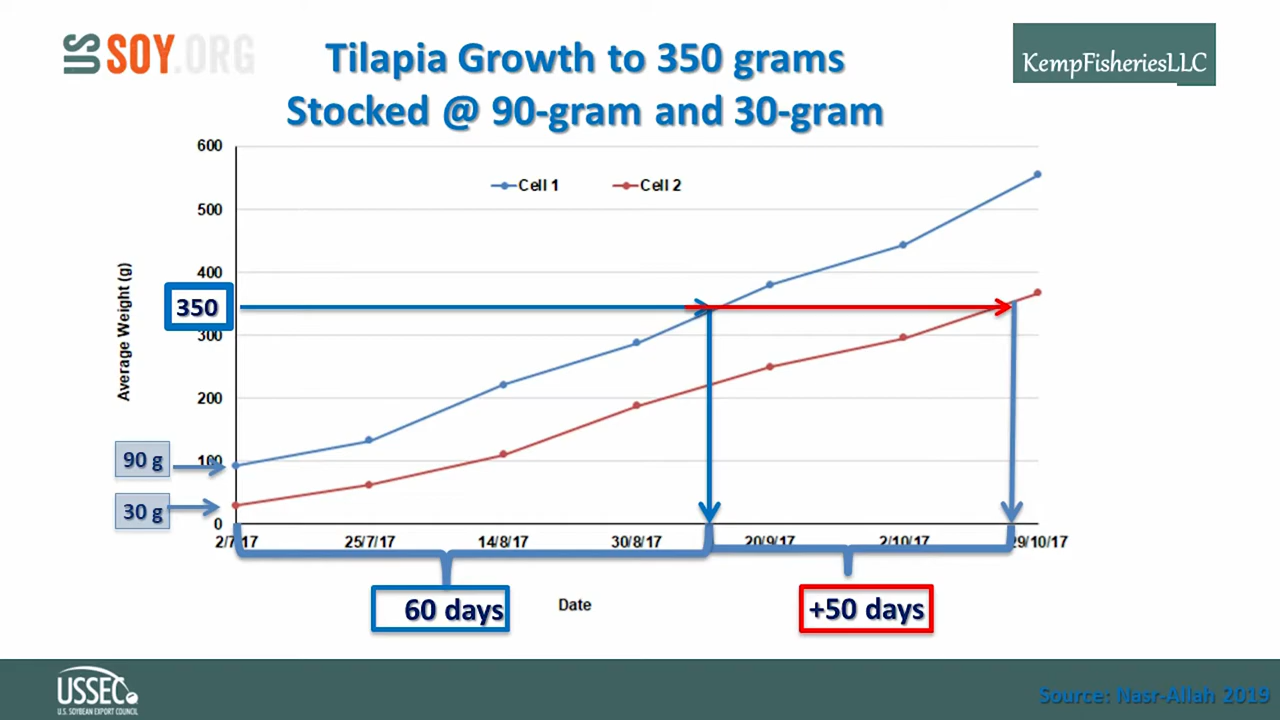 US SOY.ORG
Tilapia Growth to 350 grams
Stocked @ 90-gram and 30-gram
KempFisheriesLLC
600
Cell 1
Cell 2
500
400
350
300
200
100
0
Average Weight (g)
90 g
30 g
2/7/17
25/7/17
14/8/17
30/8/17
20/9/17
2/10/17
29/10/17
60 days
Date
+50 days
USSEC
U.S. SOYBEAN EXPORT COUNCIL
Source: Nasr-Allah 2019